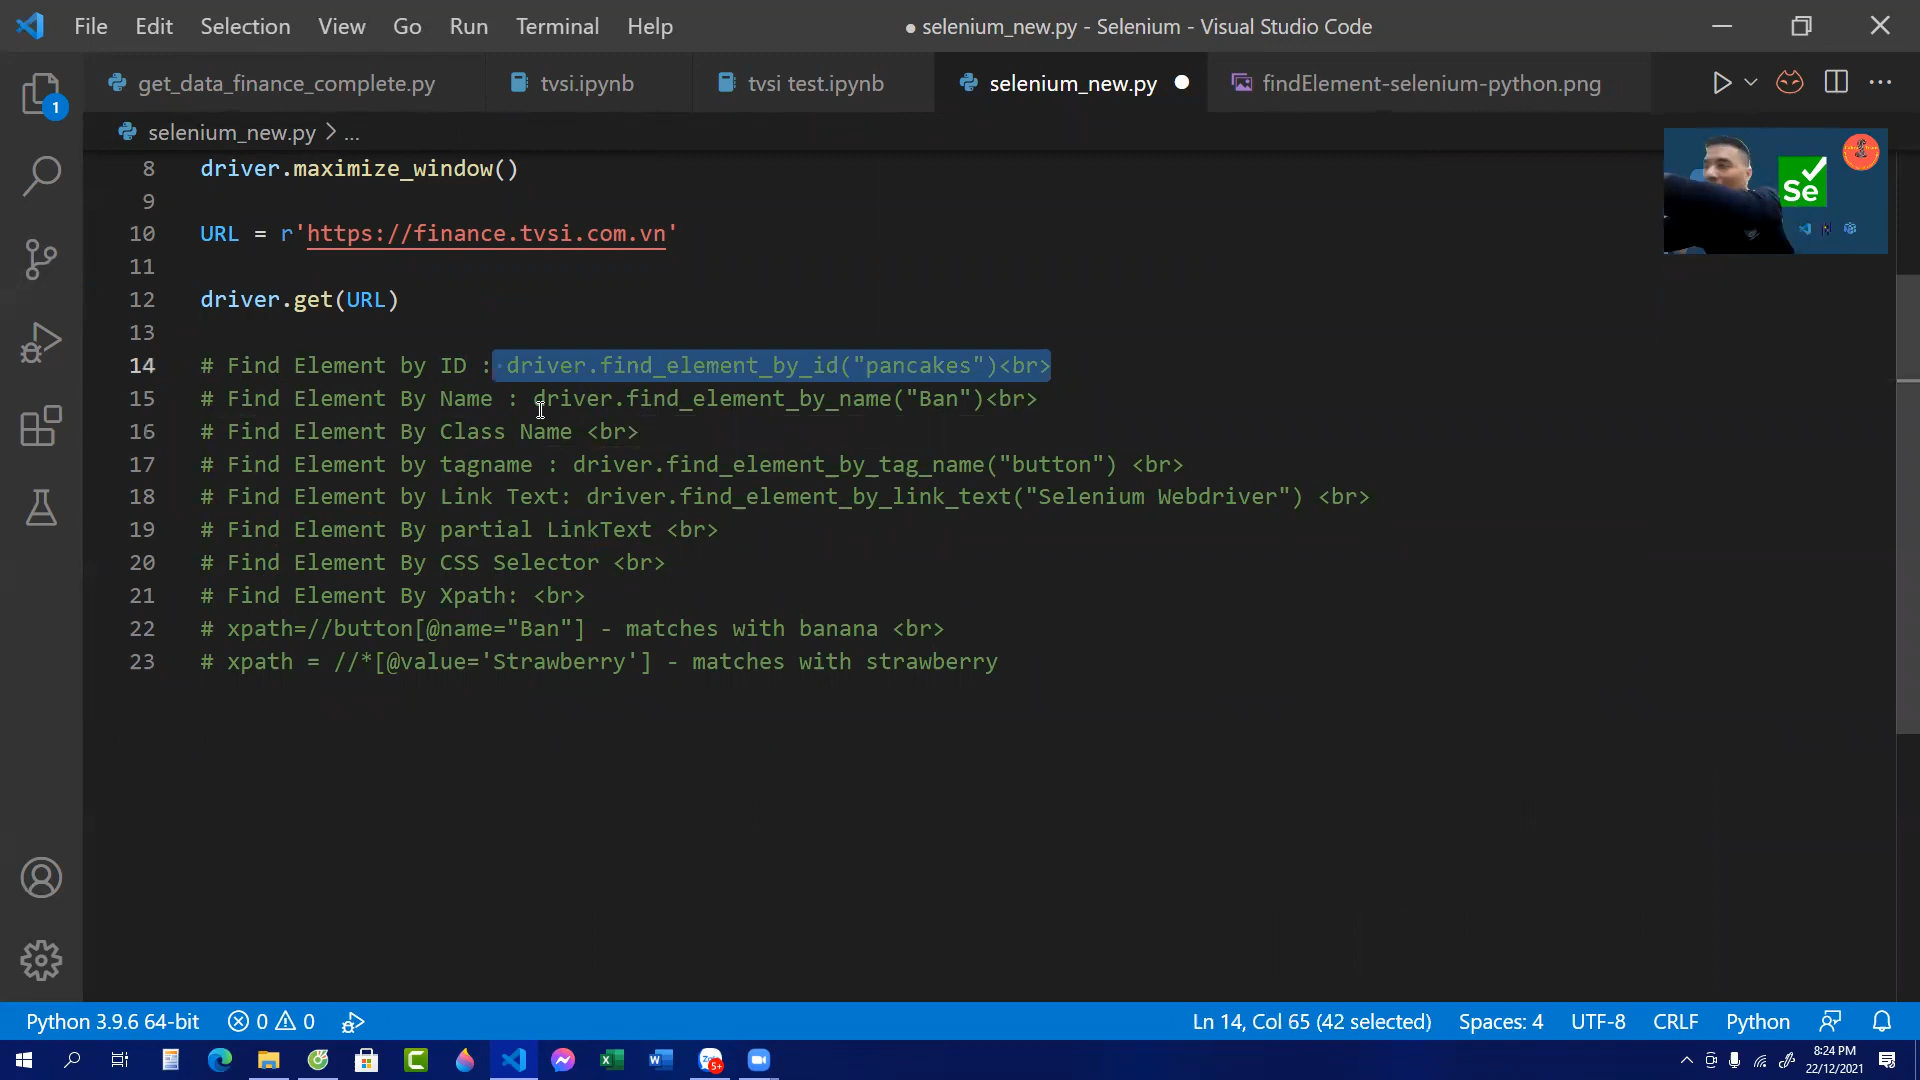 File Edit Selection View Go Run Terminal Help ● selenium_new.py - Selenium - Visual Studio Code
get_data_finance_complete.py tvsi.ipynb tvsi test.ipynb selenium_new.py findElement-selenium-python.png
1
selenium_new.py > ...
8 driver.maximize_window()
9
10 URL = r'https://finance.tvsi.com.vn'
11
12 driver.get(URL)
13
14 # Find Element by ID : driver.find_element_by_id("pancakes")<br>
15 # Find Element By Name : driver.find_element_by_name("Ban")<br>
16 # Find Element By Class Name <br>
17 # Find Element by tagname : driver.find_element_by_tag_name("button") <br>
18 # Find Element by Link Text: driver.find_element_by_link_text("Selenium Webdriver") <br>
19 # Find Element By partial LinkText <br>
20 # Find Element By CSS Selector <br>
21 # Find Element By Xpath: <br>
22 # xpath=//button[@name="Ban"] - matches with banana <br>
23 # xpath = //*[@value='Strawberry'] - matches with strawberry
Se
Python 3.9.6 64-bit 0 0 Ln 14, Col 65 (42 selected) Spaces: 4 UTF-8 CRLF Python
5+
8:24 PM
22/12/2021